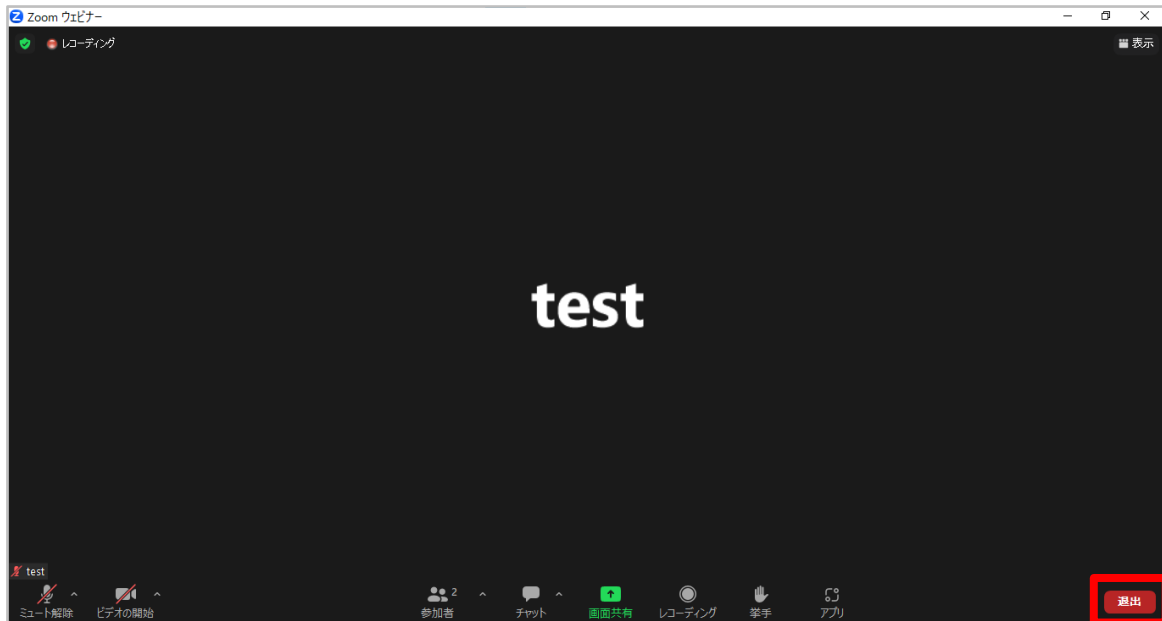 Zoom ウェビナー
レコーディング
表示
test
test
ミュート解除 ビデオの開始 2 参加者 チャット 画面共有 レコーディング 挙手 アプリ 退出